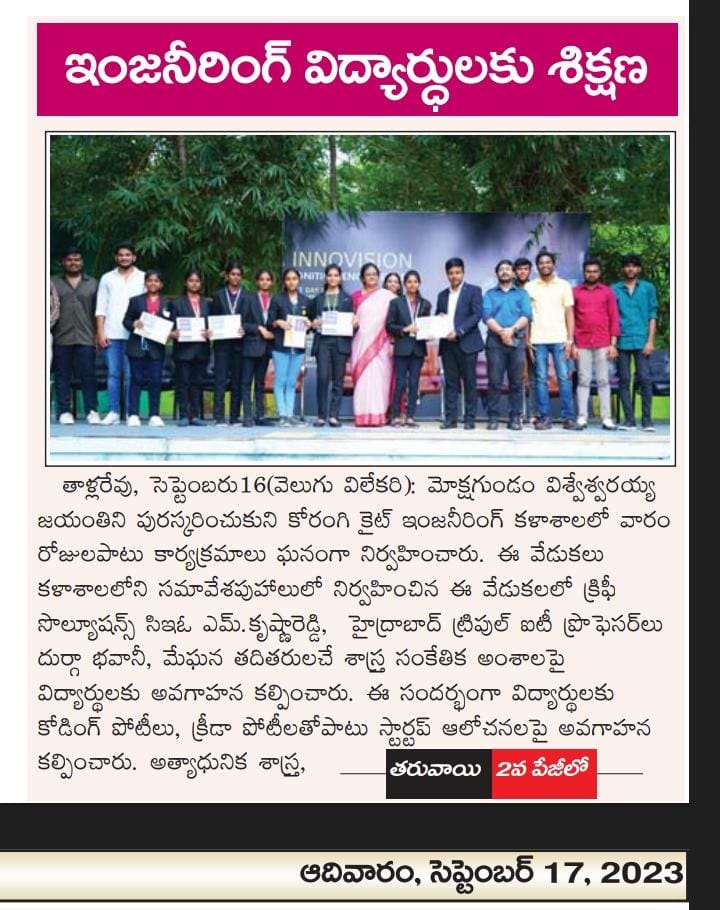 ఇంజనీరింగ్ విద్యార్ధులకు శిక్షణ
INNOVISION
తాళ్లరేవు, సెప్టెంబరు16(వెలుగు విలేకరి): మోక్షగుండం విశ్వేశ్వరయ్య
జయంతిని పురస్కరించుకుని కోరంగి కైట్ ఇంజనీరింగ్ కళాశాలలో వారం
రోజులపాటు కార్యక్రమాలు ఘనంగా నిర్వహించారు. ఈ వేడుకలు
కళాశాలలోని సమావేశపుహాలులో నిర్వహించిన ఈ వేడుకలలో క్రిఫీ
సొల్యూషన్స్ సిఇఓ ఎమ్.కృష్ణారెడ్డి, హైద్రాబాద్ ట్రిపుల్ ఐటీ ప్రొఫెసర్‌లు
దుర్గా భవానీ, మేఘన తదితరులచే శాస్త్ర సంకేతిక అంశాలపై
విద్యార్థులకు అవగాహన కల్పించారు. ఈ సందర్భంగా విద్యార్థులకు
కోడింగ్ పోటీలు, క్రీడా పోటీలతోపాటు స్టార్టప్ ఆలోచనలపై అవగాహన
కల్పించారు. అత్యాధునిక శాస్త్ర,
తరువాయి 2వ పేజీలో
ఆదివారం, సెప్టెంబర్ 17, 2023